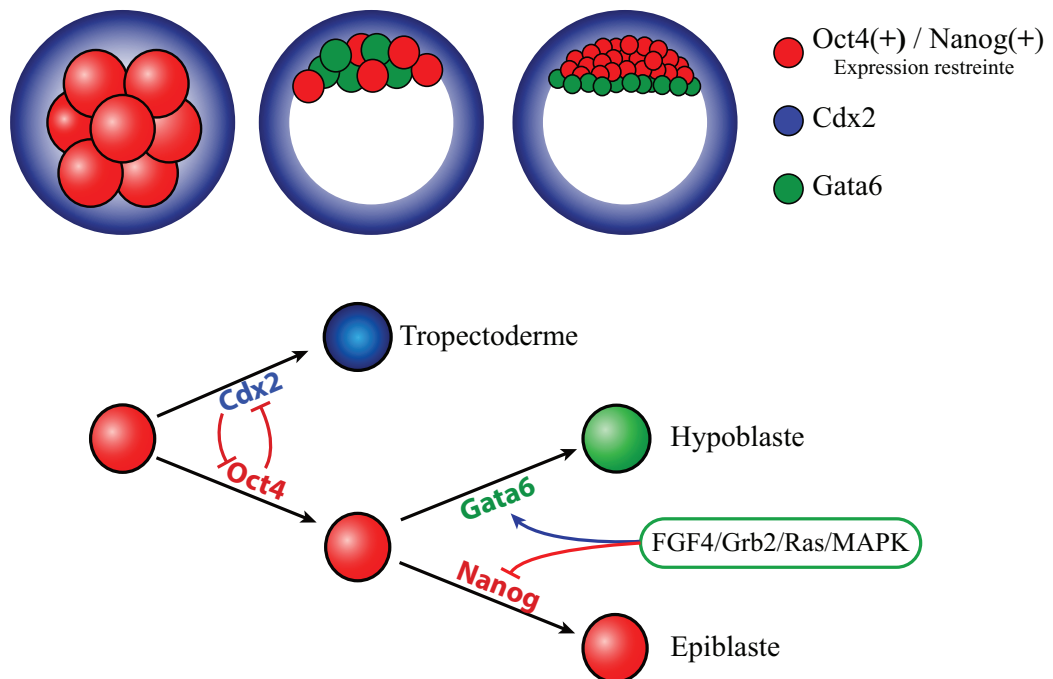 Oct4(+) / Nanog(+)
Expression restreinte
Cdx2
Gata6
Tropectoderme
Cdx2
Oct4
Hypoblaste
Gata6
FGF4/Grb2/Ras/MAPK
Nanog
Epiblaste